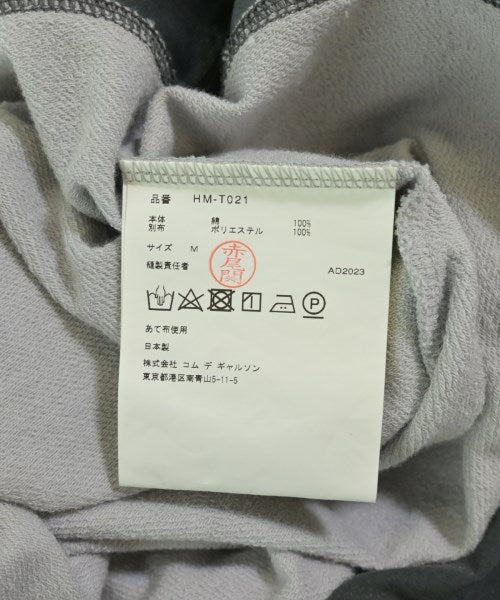 品番 HM-T021
本体 綿 100%
別布 ポリエステル 100%
サイズ M
縫製責任者 赤尾関 AD2023
P
あて布使用
日本製
株式会社 コム デ ギャルソン
東京都港区南青山5-11-5